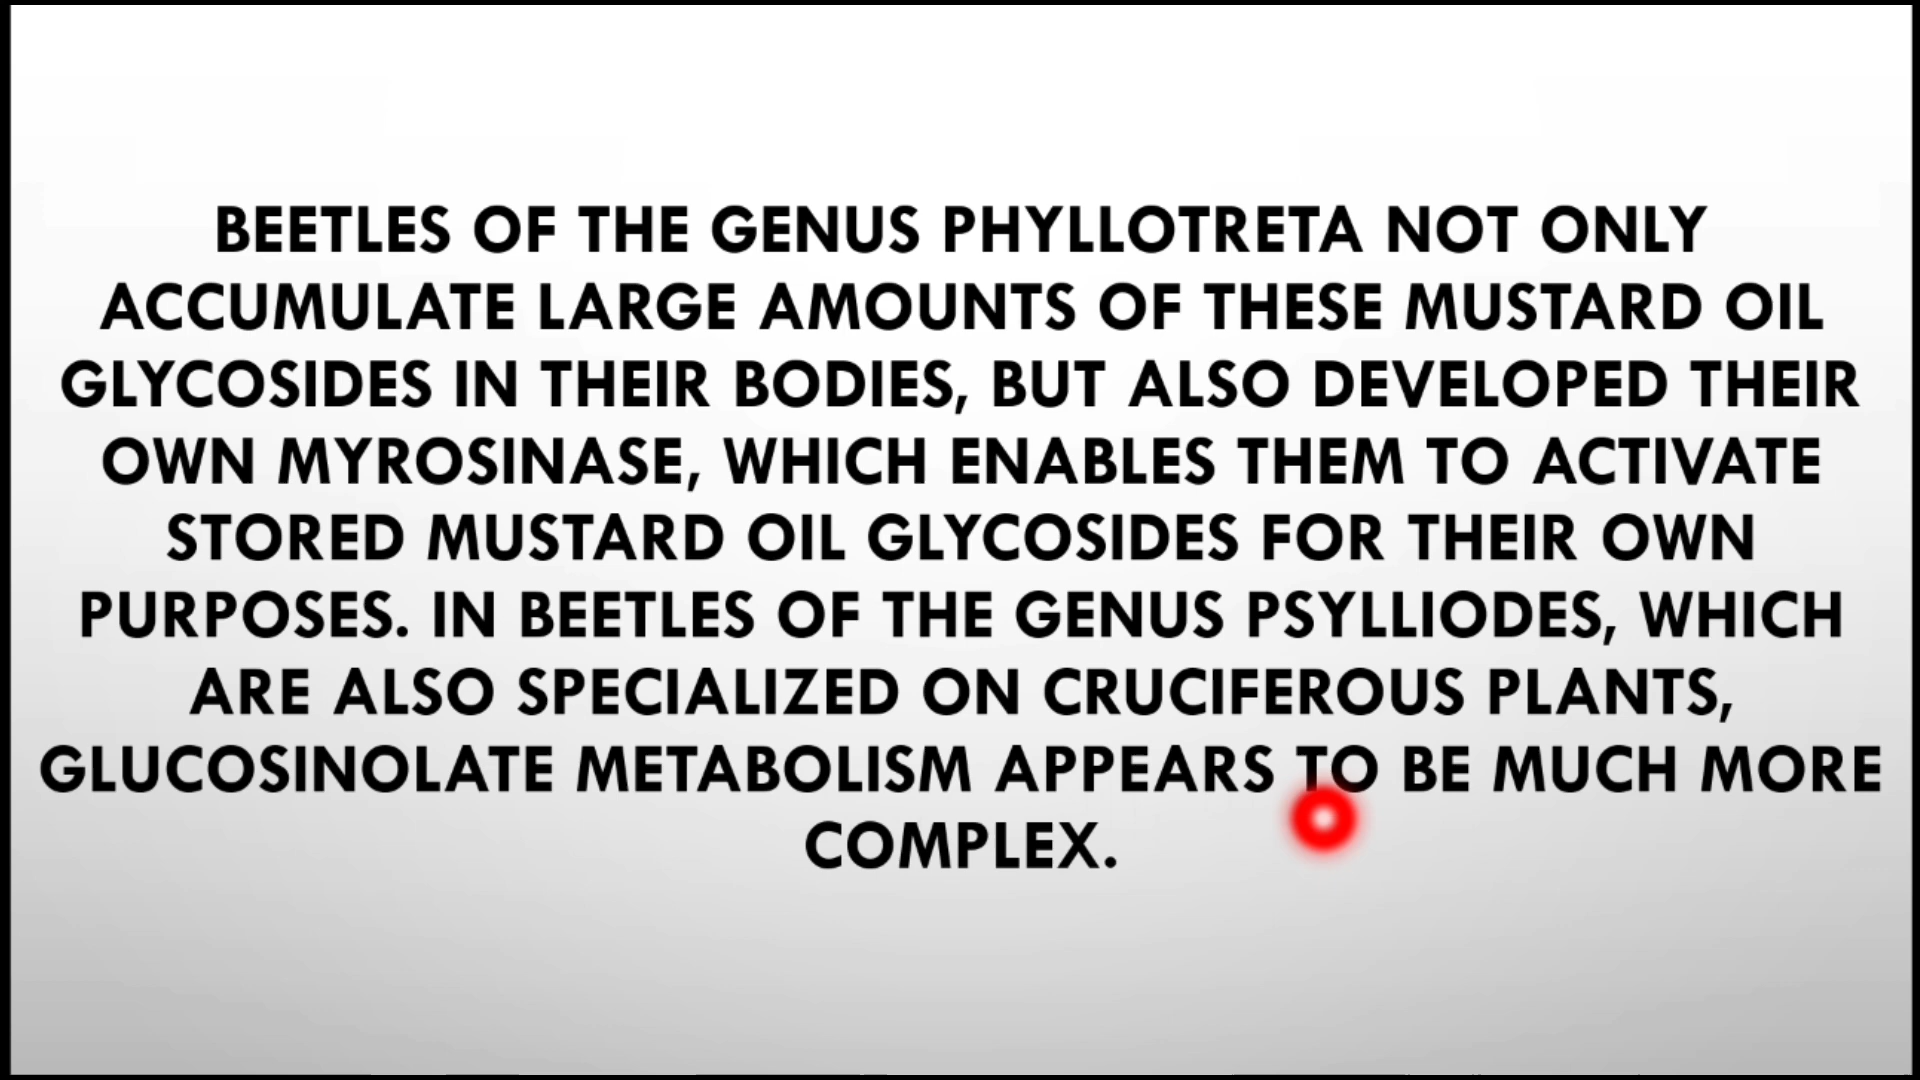 BEETLES OF THE GENUS PHYLLOTRETA NOT ONLY
ACCUMULATE LARGE AMOUNTS OF THESE MUSTARD OIL
GLYCOSIDES IN THEIR BODIES, BUT ALSO DEVELOPED THEIR
OWN MYROSINASE, WHICH ENABLES THEM TO ACTIVATE
STORED MUSTARD OIL GLYCOSIDES FOR THEIR OWN
PURPOSES. IN BEETLES OF THE GENUS PSYLLIODES, WHICH
ARE ALSO SPECIALIZED ON CRUCIFEROUS PLANTS,
GLUCOSINOLATE METABOLISM APPEARS TO BE MUCH MORE
COMPLEX.